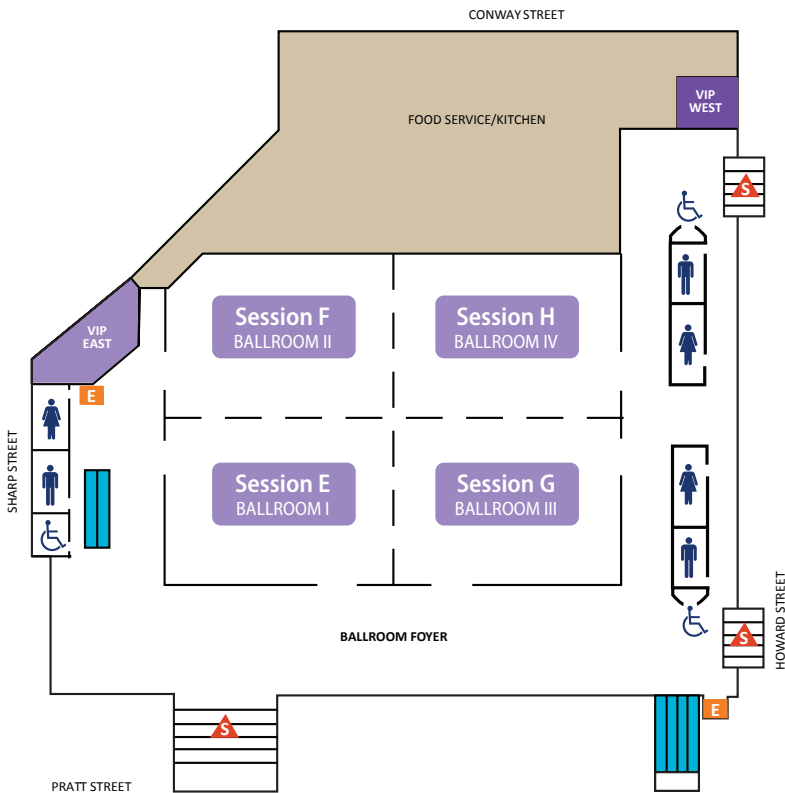 CONWAY STREET
VIP
WEST
FOOD SERVICE/KITCHEN
S
Session F
BALLROOM II
Session H
BALLROOM IV
VIP
EAST
E
SHARP STREET
Session E
BALLROOM I
Session G
BALLROOM III
HOWARD STREET
BALLROOM FOYER
S
E
S
PRATT STREET